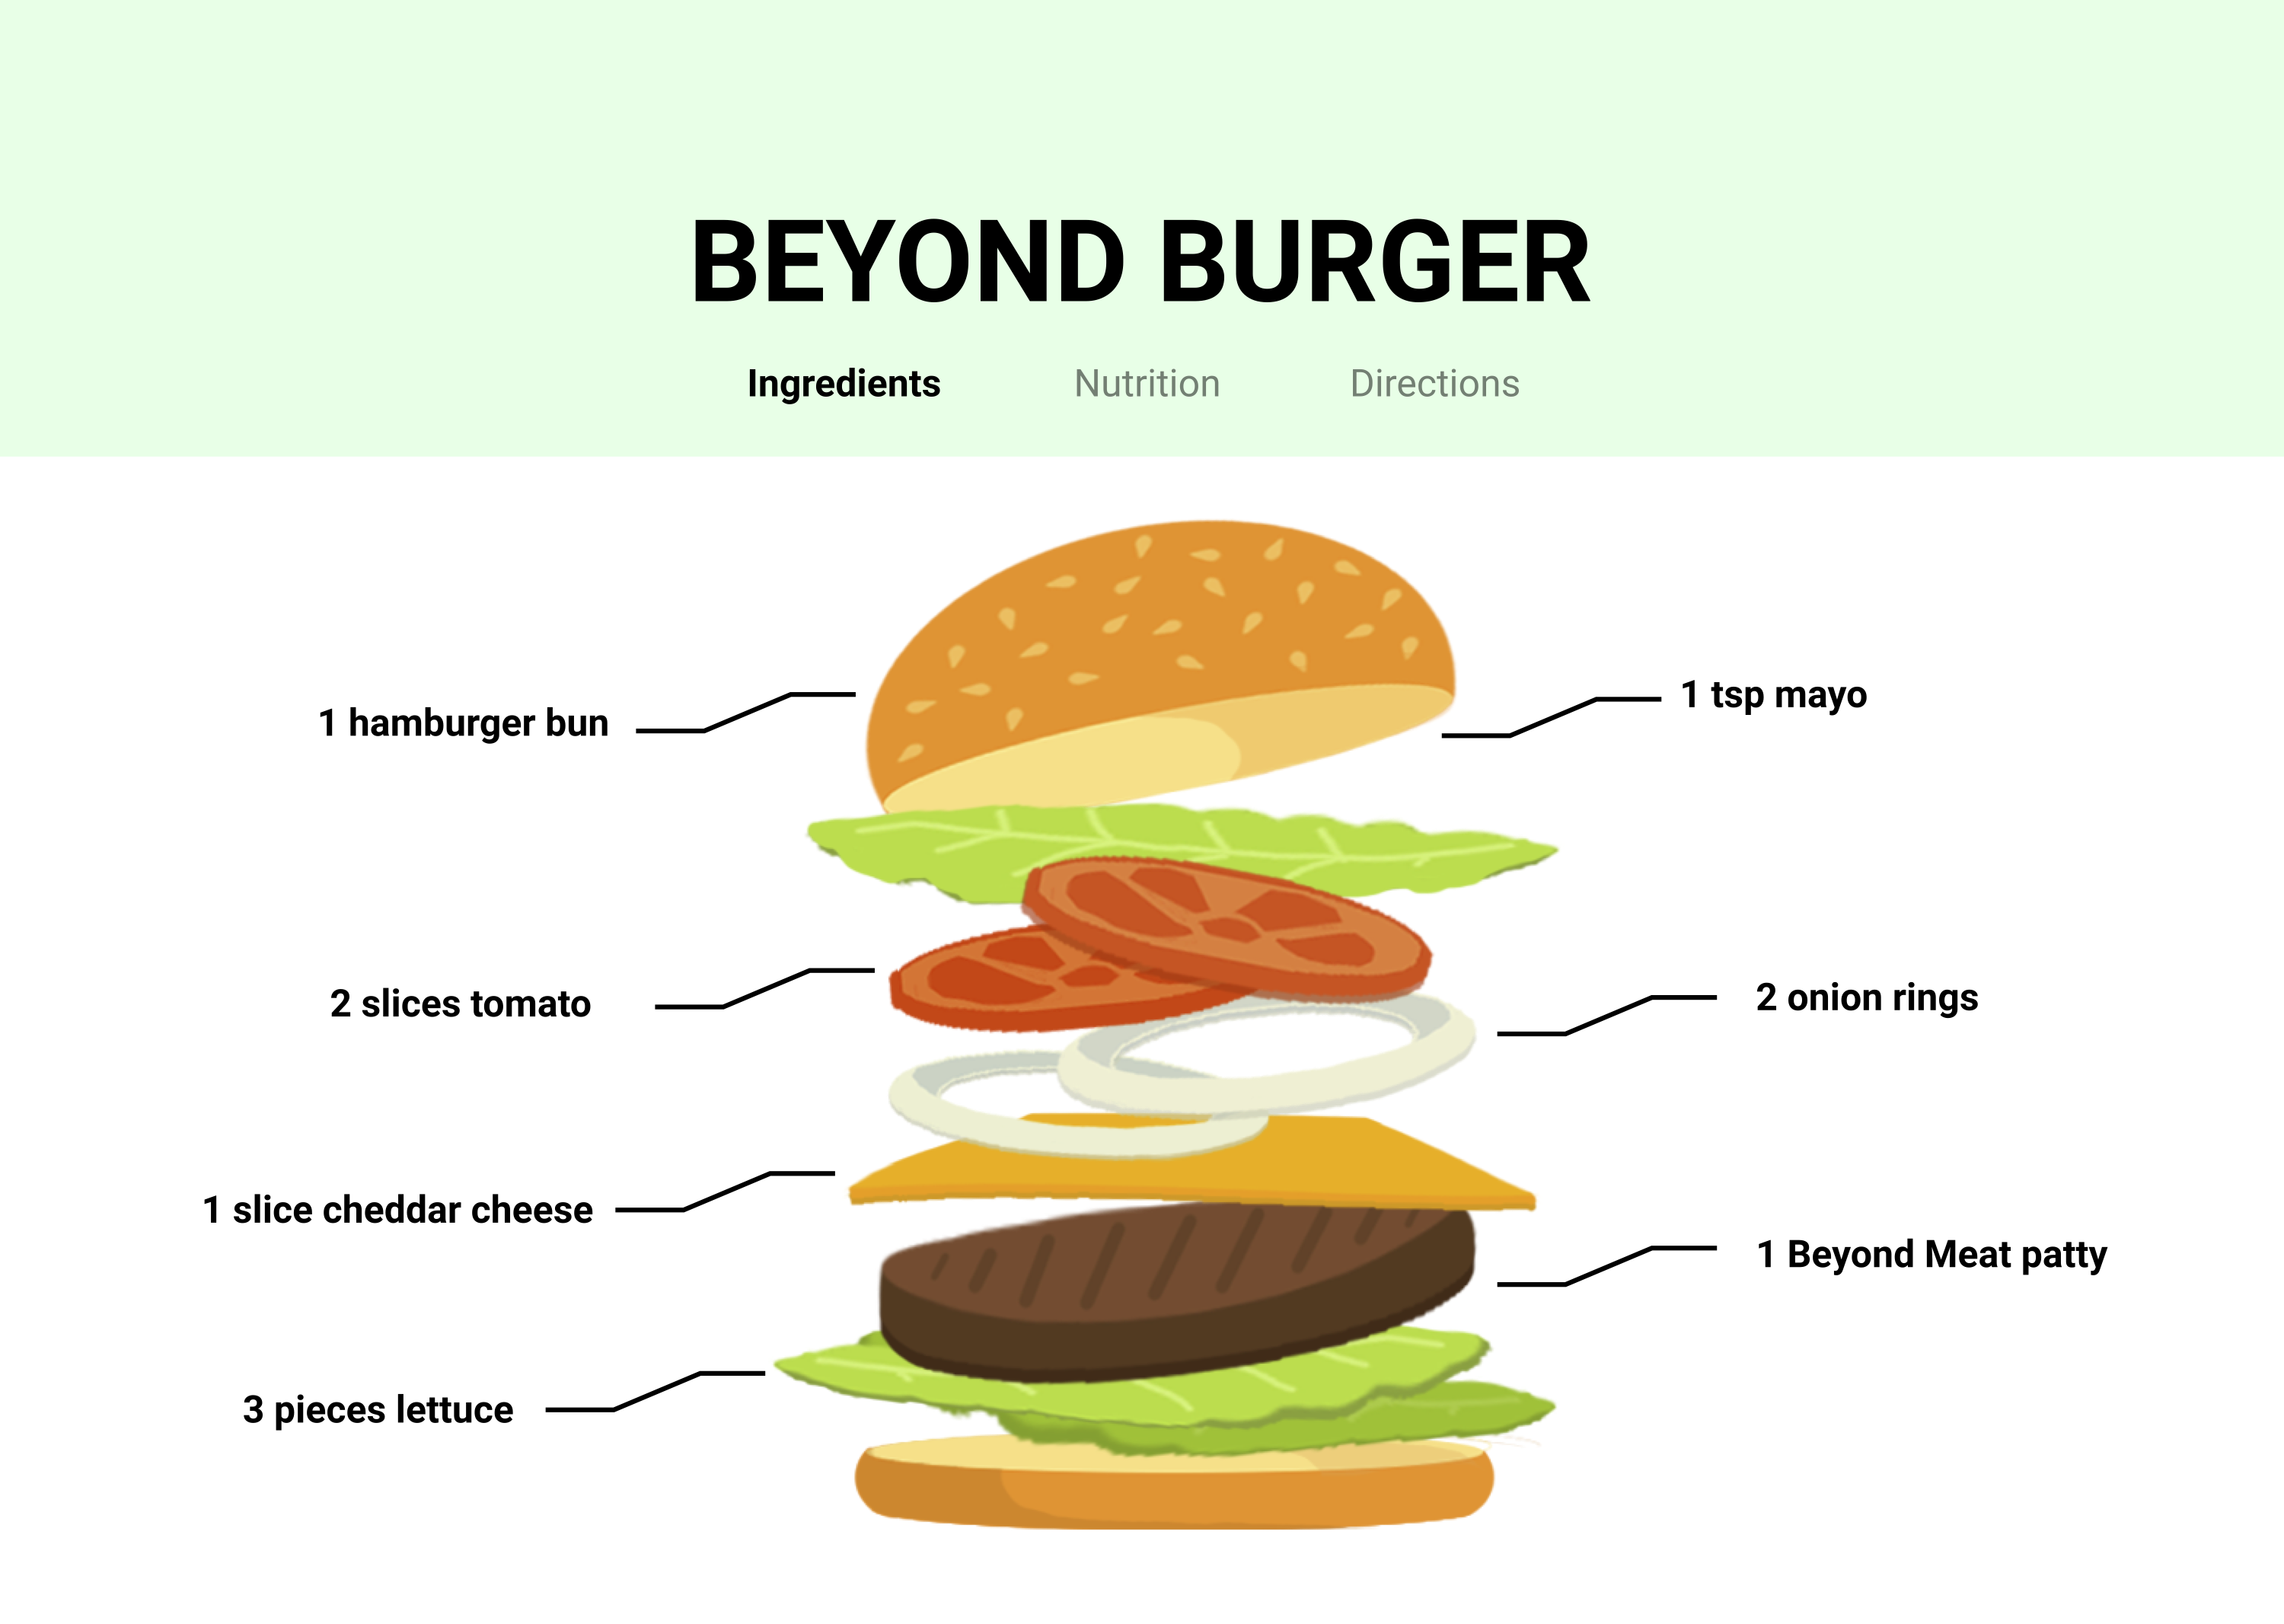 BEYOND BURGER
Ingredients
Nutrition
Directions
1 hamburger bun
1 tsp mayo
2 slices tomato
2 onion rings
1 slice cheddar cheese
1 Beyond Meat patty
3 pieces lettuce